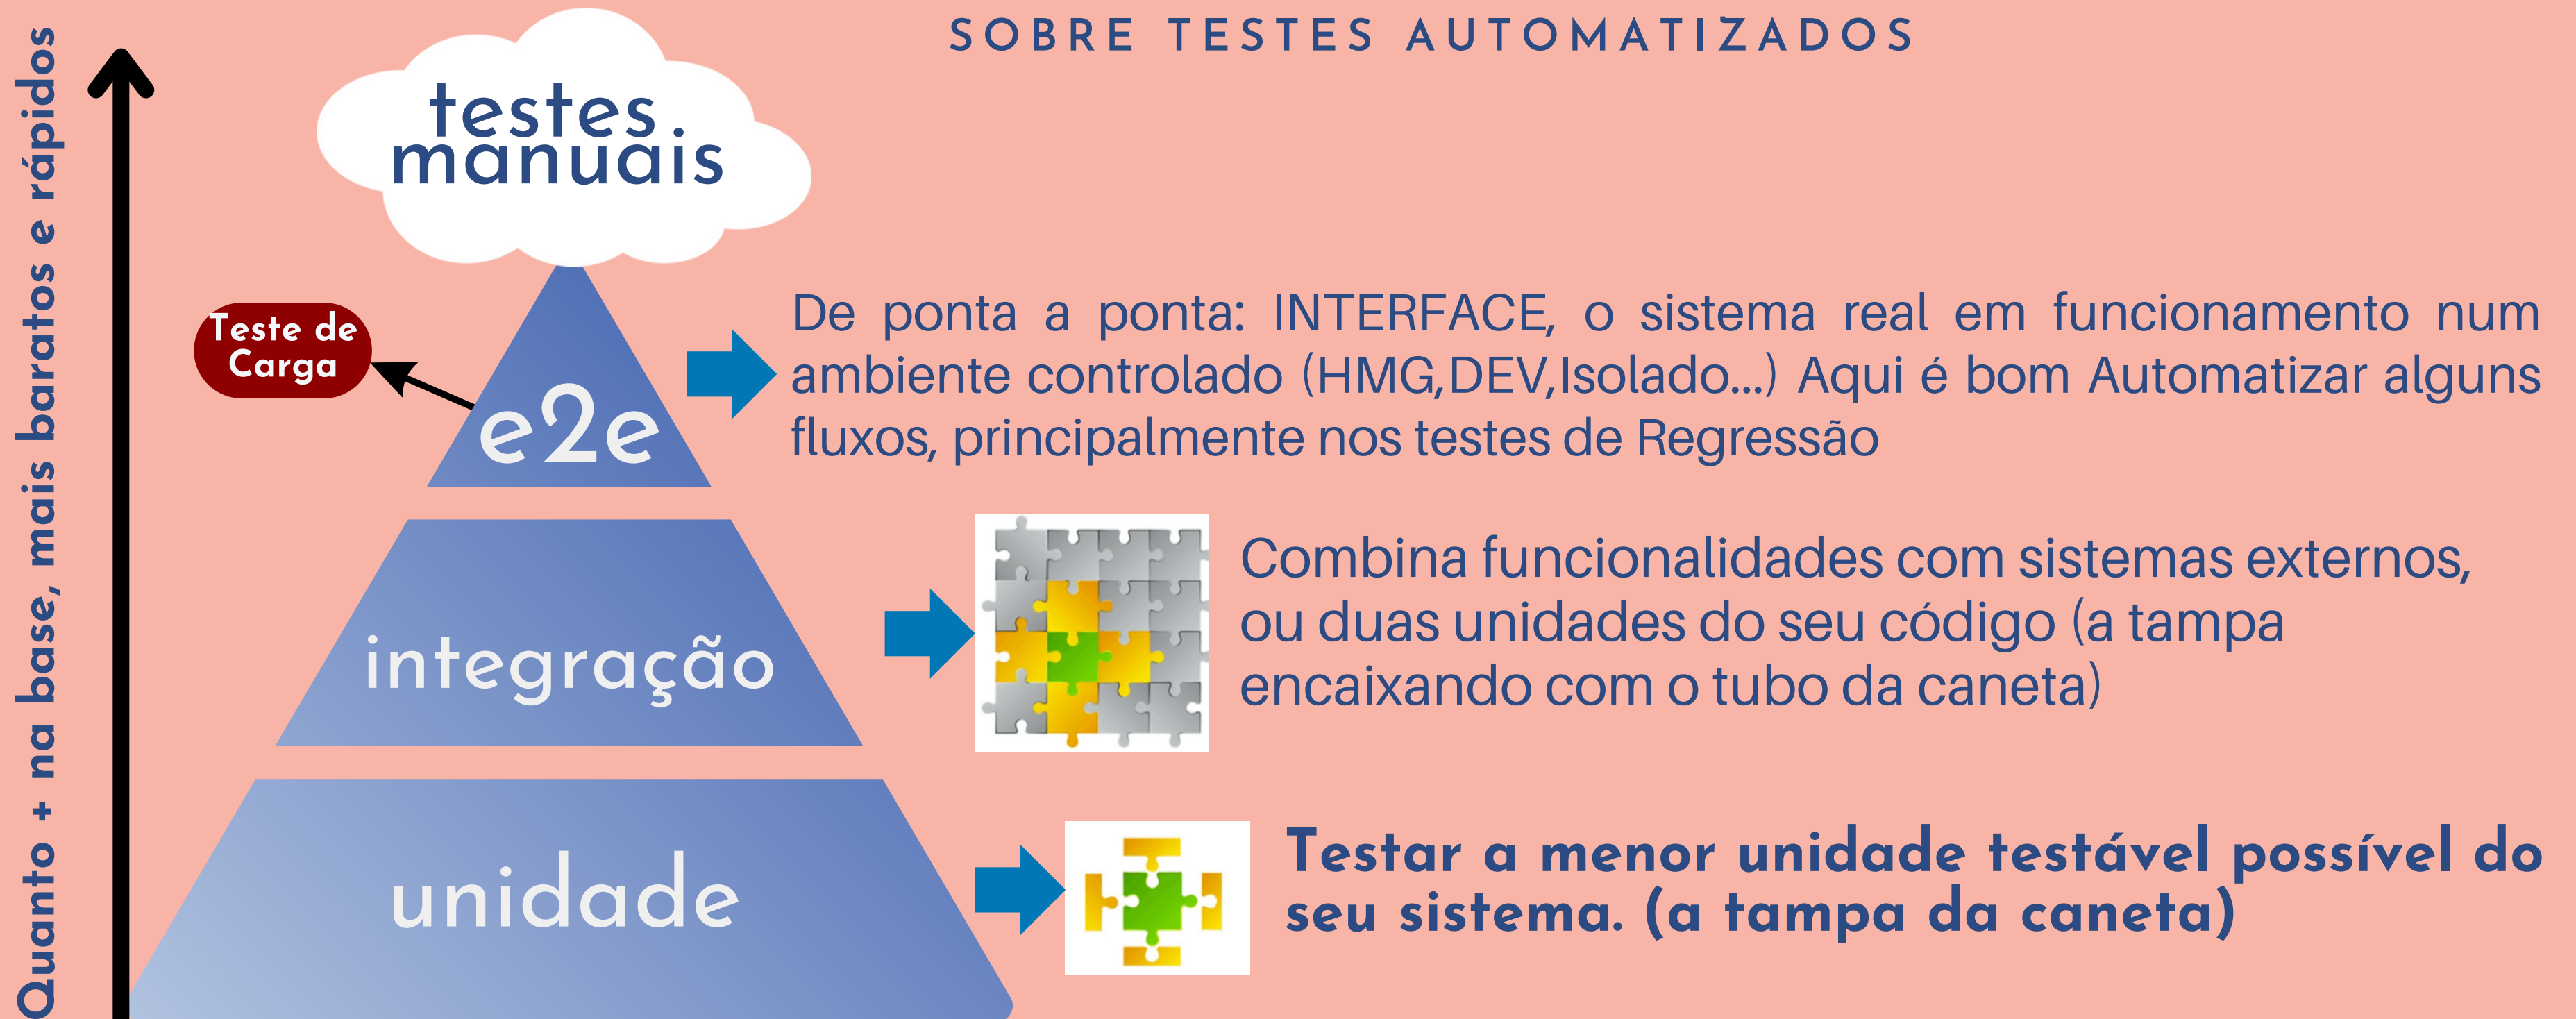 SOBRE TESTES AUTOMATIZADOS
Quanto + na base, mais baratos e rápidos
testes
manuais
Teste de
Carga
e2e
De ponta a ponta: INTERFACE, o sistema real em funcionamento num
ambiente controlado (HMG,DEV,Isolado...) Aqui é bom Automatizar alguns
fluxos, principalmente nos testes de Regressão
integração
Combina funcionalidades com sistemas externos,
ou duas unidades do seu código (a tampa
encaixando com o tubo da caneta)
unidade
Testar a menor unidade testável possível do
seu sistema. (a tampa da caneta)